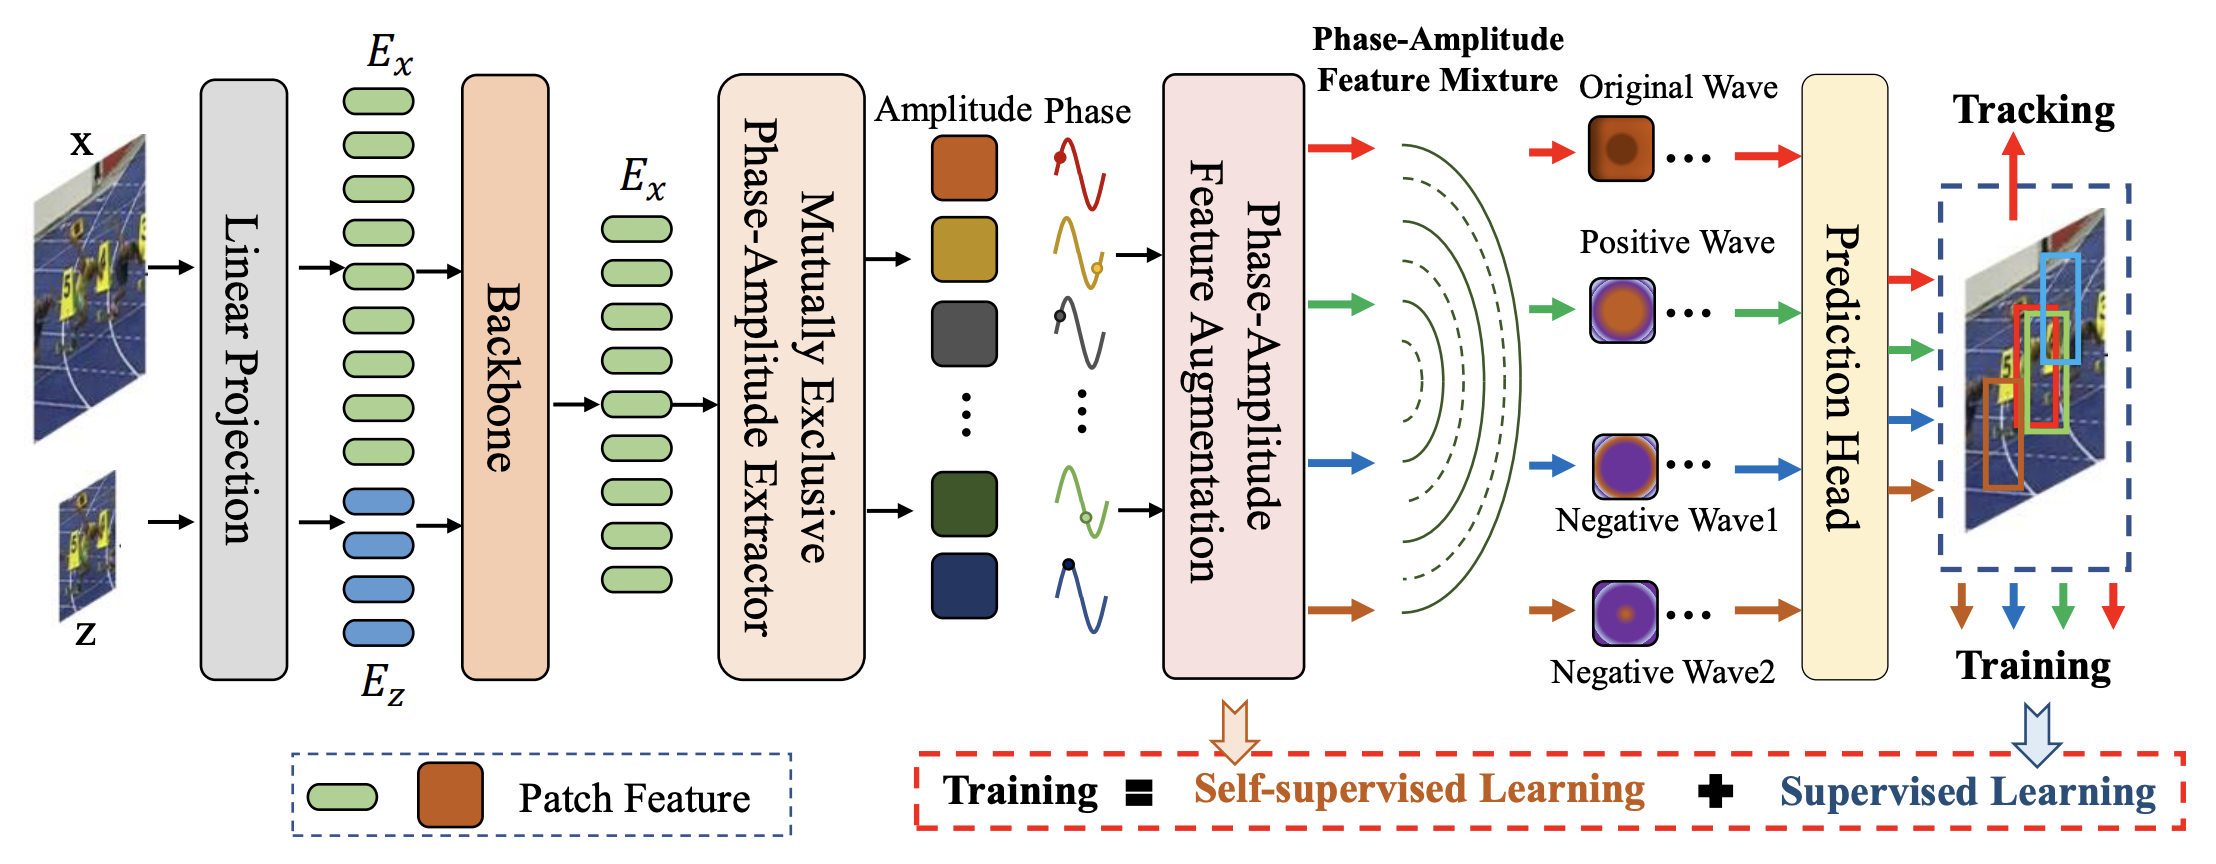 x
z
Linear Projection
E_x
E_z
Backbone
E_x
Mutually Exclusive
Phase-Amplitude Extractor
Amplitude
Phase
Phase-Amplitude
Feature Augmentation
Phase-Amplitude
Feature Mixture
Original Wave
Positive Wave
Negative Wave1
Negative Wave2
Prediction Head
Tracking
Training
Patch Feature
Training = Self-supervised Learning + Supervised Learning